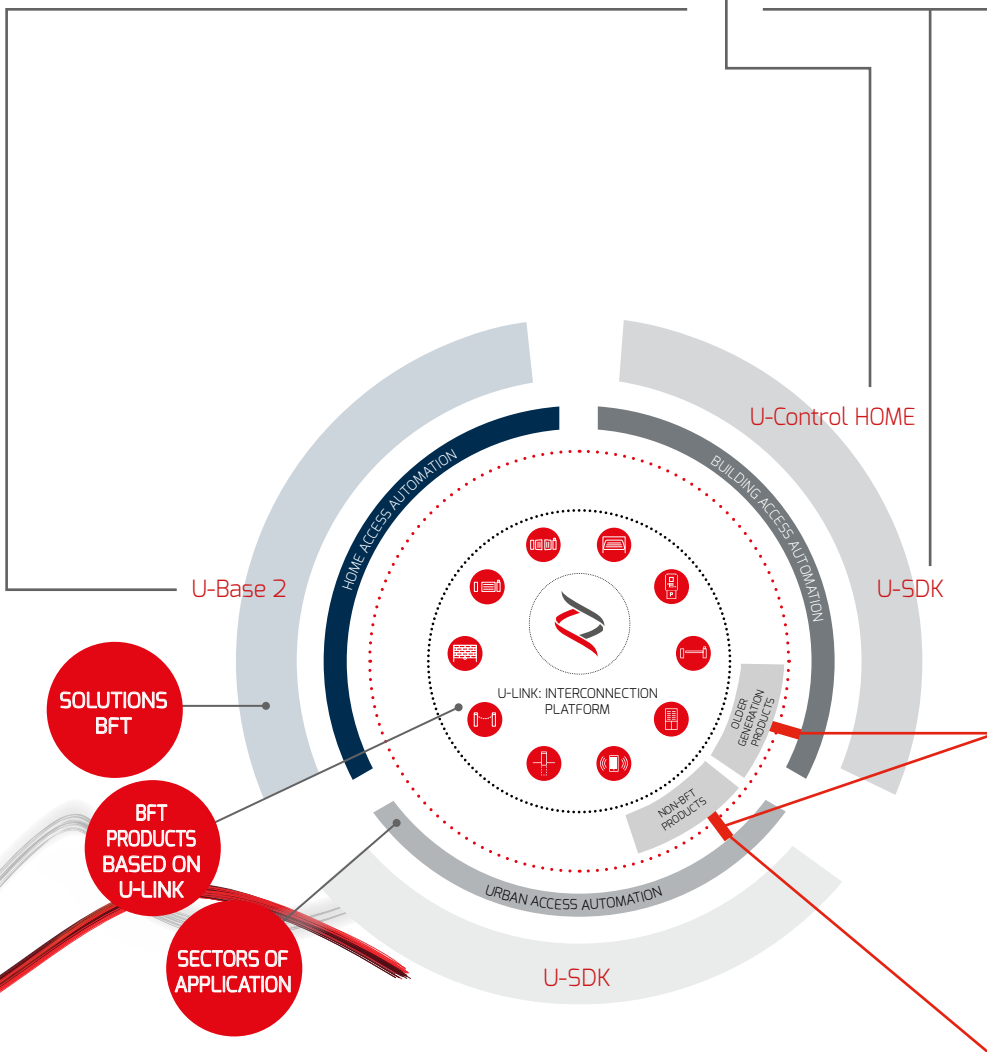 U-Control HOME
HOME ACCESS AUTOMATION
BUILDING ACCESS AUTOMATION
U-Base 2
U-SDK
SOLUTIONS
BFT
U-LINK: INTERCONNECTION
PLATFORM
OLDER
GENERATION
PRODUCTS
P
NON-BFT
PRODUCTS
BFT
PRODUCTS
BASED ON
U-LINK
URBAN ACCESS AUTOMATION
SECTORS OF
APPLICATION
U-SDK